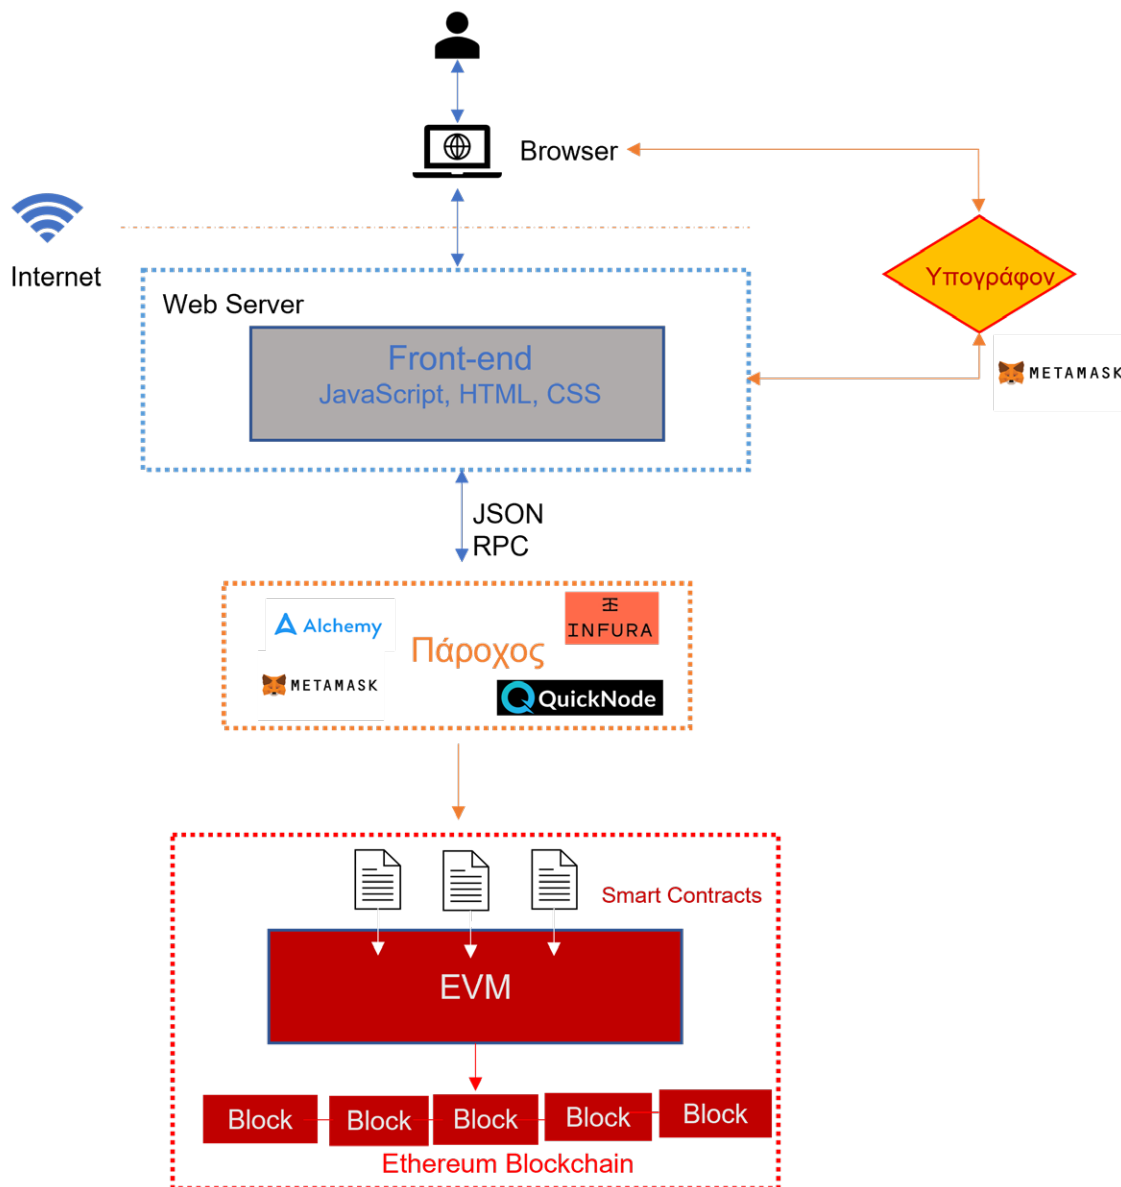 Browser
Internet
Υπογράφον
Web Server
Front-end
JavaScript, HTML, CSS
METAMASK
JSON
RPC
Alchemy
INFURA
Πάροχος
METAMASK
QuickNode
Smart Contracts
EVM
Block Block Block Block Block
Ethereum Blockchain